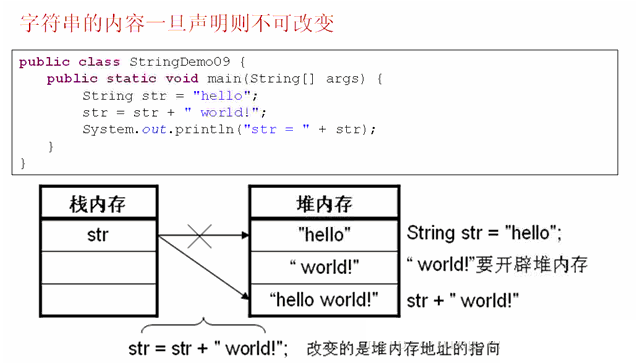 字符串的内容一旦声明则不可改变
public class StringDemo09 {
public static void main(String[] args) {
String str = "hello";
str = str + " world!";
System.out.println("str = " + str);
}
}
栈内存
堆内存
str
"hello"
String str = "hello";
“ world!”
“ world!”要开辟堆内存
“hello world!”
str + " world!"
str = str + " world!"; 改变的是堆内存地址的指向